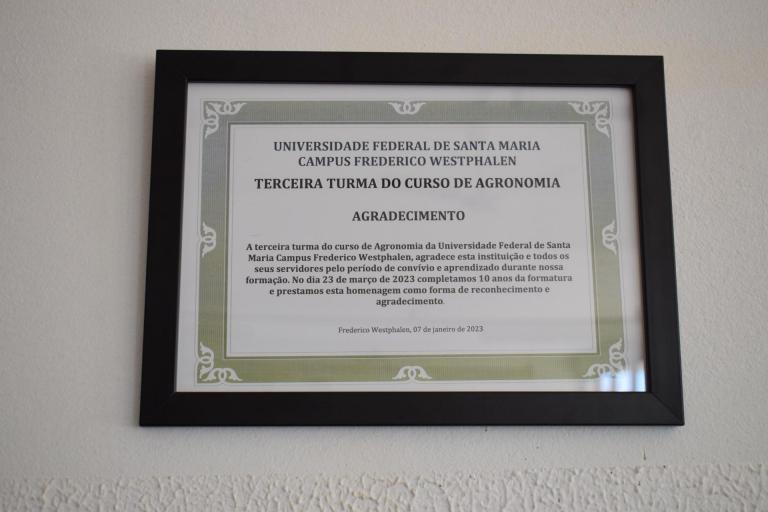 UNIVERSIDADE FEDERAL DE SANTA MARIA
CAMPUS FREDERICO WESTPHALEN
TERCEIRA TURMA DO CURSO DE AGRONOMIA
AGRADECIMENTO
A terceira turma do curso de Agronomia da Universidade Federal de Santa
Maria Campus Frederico Westphalen, agradece esta instituição e todos os
seus servidores pelo período de convívio e aprendizado durante nossa
formação. No dia 23 de março de 2023 completamos 10 anos da formatura
e prestamos esta homenagem como forma de reconhecimento e
agradecimento.
Frederico Westphalen, 07 de janeiro de 2023